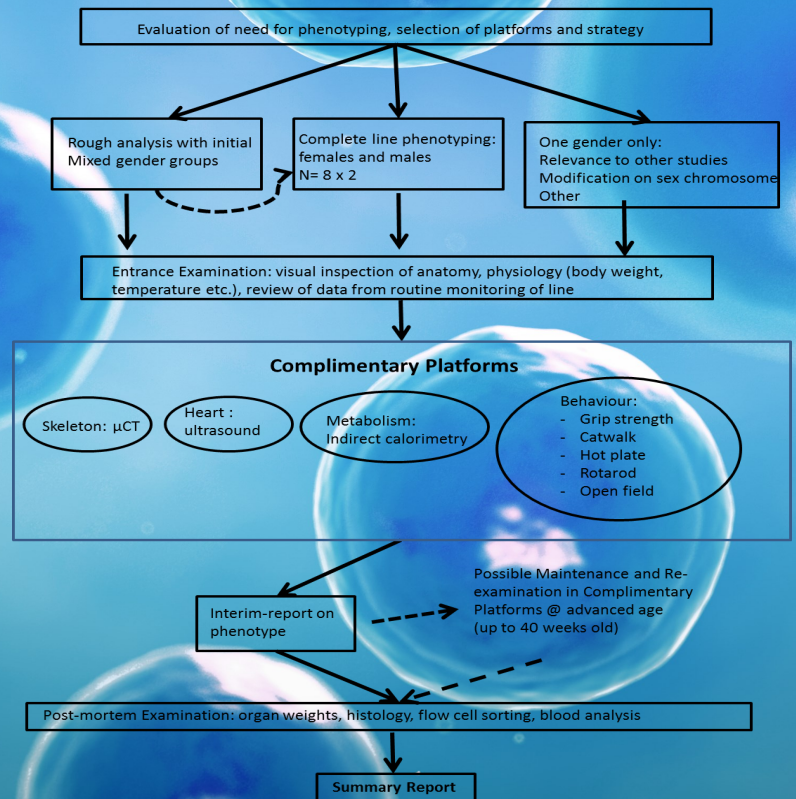 Evaluation of need for phenotyping, selection of platforms and strategy
Rough analysis with initial
Mixed gender groups
Complete line phenotyping:
females and males
N= 8 x 2
One gender only:
Relevance to other studies
Modification on sex chromosome
Other
Entrance Examination: visual inspection of anatomy, physiology (body weight,
temperature etc.), review of data from routine monitoring of line
Complimentary Platforms
Skeleton: µCT
Heart :
ultrasound
Metabolism:
Indirect calorimetry
Behaviour:
- Grip strength
- Catwalk
- Hot plate
- Rotarod
- Open field
Interim-report on
phenotype
Possible Maintenance and Re-
examination in Complimentary
Platforms @ advanced age
(up to 40 weeks old)
Post-mortem Examination: organ weights, histology, flow cell sorting, blood analysis
Summary Report